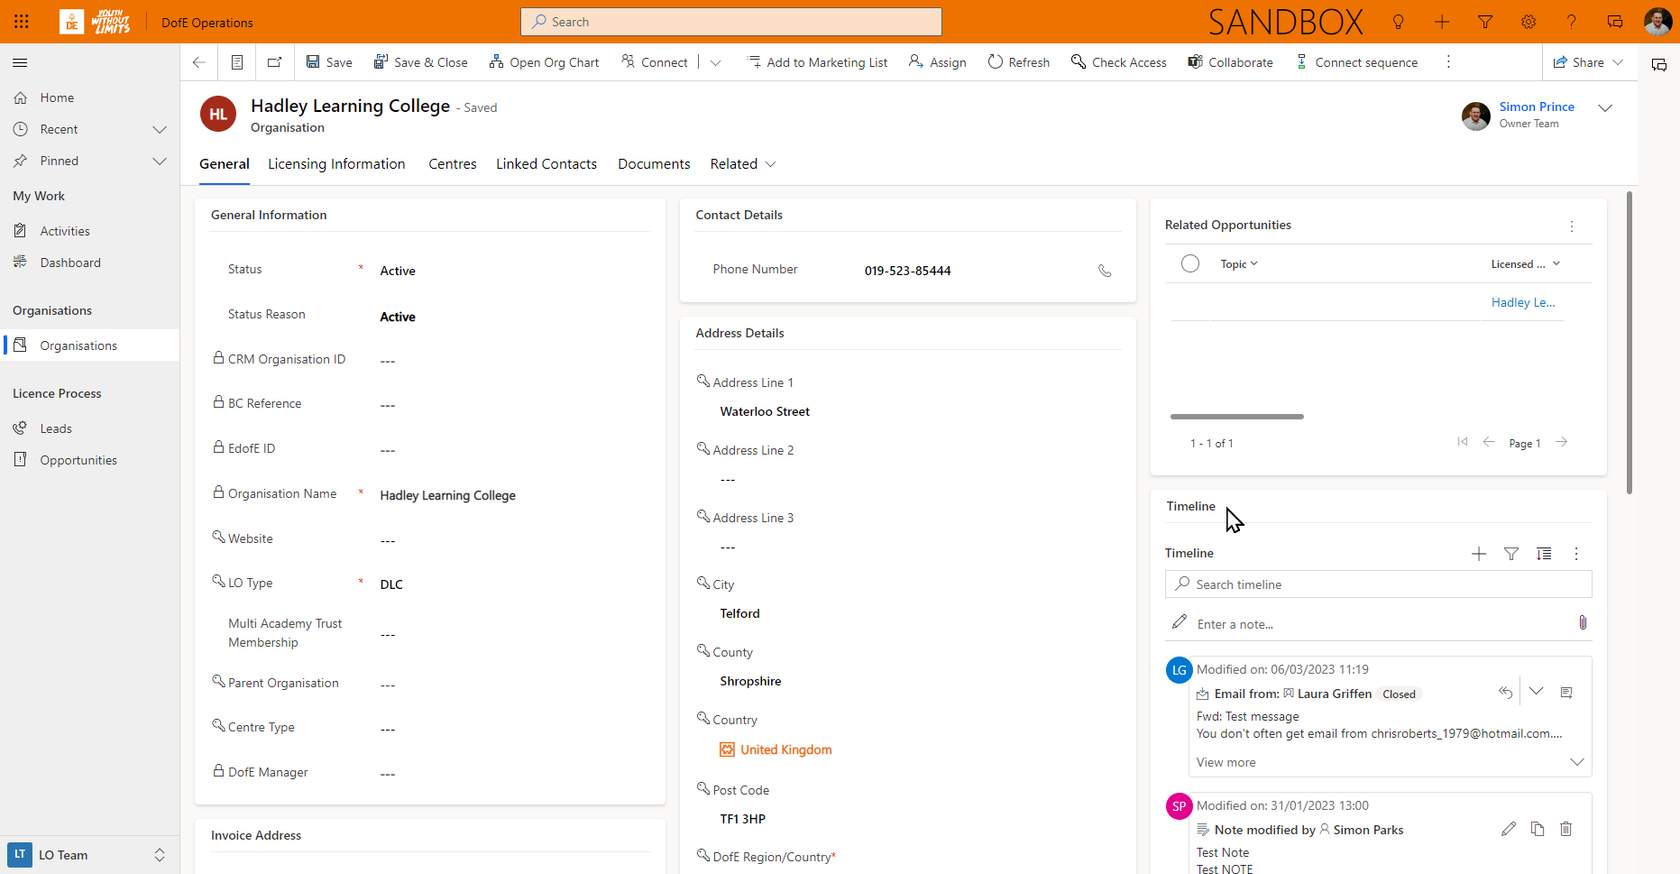 DE
YOUTH
WITHOUT
LIMITS
DofE Operations
Search
SANDBOX
Save
Save & Close
Open Org Chart
Connect
Add to Marketing List
Assign
Refresh
Check Access
Collaborate
Connect sequence
Share
Home
Recent
Pinned
My Work
Activities
Dashboard
Organisations
Organisations
Licence Process
Leads
Opportunities
LT
LO Team
HL
Hadley Learning College - Saved
Organisation
Simon Prince
Owner Team
General
Licensing Information
Centres
Linked Contacts
Documents
Related
General Information
Status * Active
Status Reason Active
CRM Organisation ID ---
BC Reference ---
EdofE ID ---
Organisation Name * Hadley Learning College
Website ---
LO Type * DLC
Multi Academy Trust
Membership ---
Parent Organisation ---
Centre Type ---
DofE Manager ---
Invoice Address
Contact Details
Phone Number 019-523-85444
Address Details
Address Line 1
Waterloo Street
Address Line 2
---
Address Line 3
---
City
Telford
County
Shropshire
Country
United Kingdom
Post Code
TF1 3HP
DofE Region/Country*
Related Opportunities
Topic
Licensed ...
Hadley Le...
1 - 1 of 1
Page 1
Timeline
Timeline
Search timeline
Enter a note...
LG
Modified on: 06/03/2023 11:19
Email from: Laura Griffen Closed
Fwd: Test message
You don't often get email from chrisroberts_1979@hotmail.com....
View more
SP
Modified on: 31/01/2023 13:00
Note modified by Simon Parks
Test Note
Test NOTE